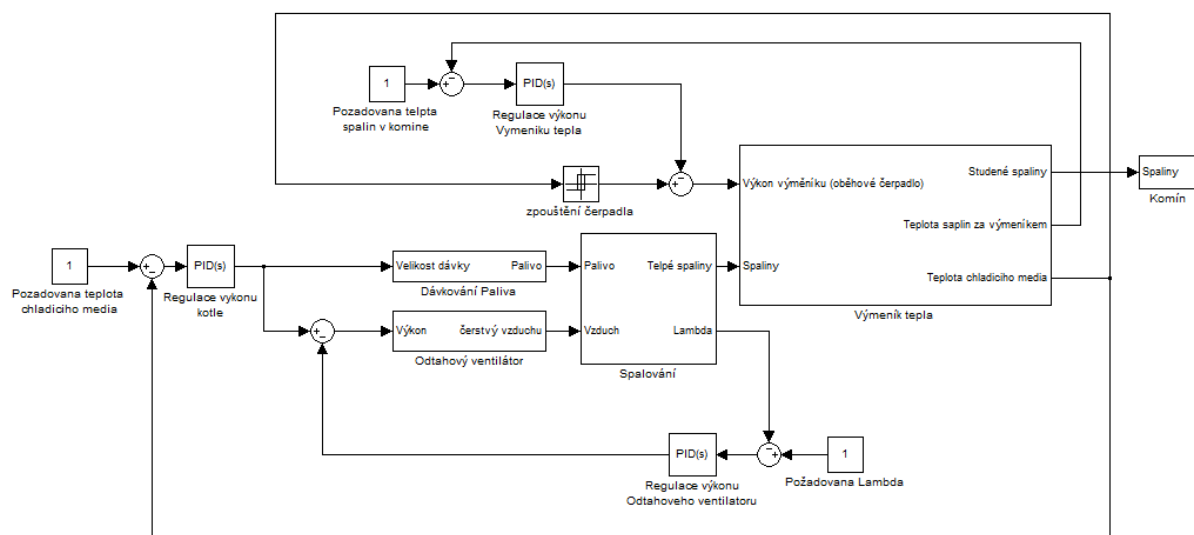 1
Pozadovana telpta
spalin v komine
+
−
PID(s)
Regulace výkonu
Vymeniku tepla
zpouštění čerpadla
−
−
Výkon výměníku (oběhové čerpadlo)
Studené spaliny
Teplota saplin za výmeníkem
Spaliny
Teplota chladiciho media
Výmeník tepla
Spaliny
Komín
1
Pozadovana teplota
chladiciho media
+
−
PID(s)
Regulace vykonu
kotle
Velikost dávky
Palivo
Dávkování Paliva
+
−
Výkon
čerstvý vzduchu
Odtahový ventilátor
Palivo
Telpé spaliny
Vzduch
Lambda
Spalování
PID(s)
Regulace výkonu
Odtahoveho ventilatoru
−
+
1
Požadovana Lambda